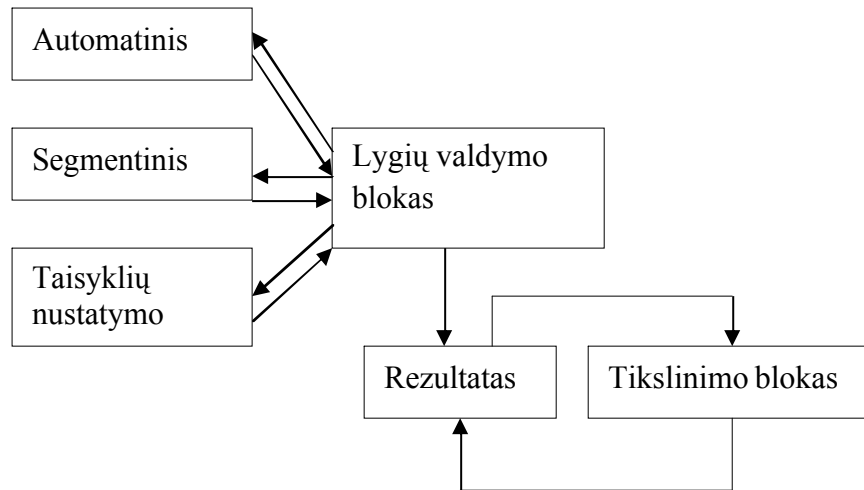 Automatinis
Segmentinis
Lygių valdymo
blokas
Taisyklių
nustatymo
Rezultatas
Tikslinimo blokas